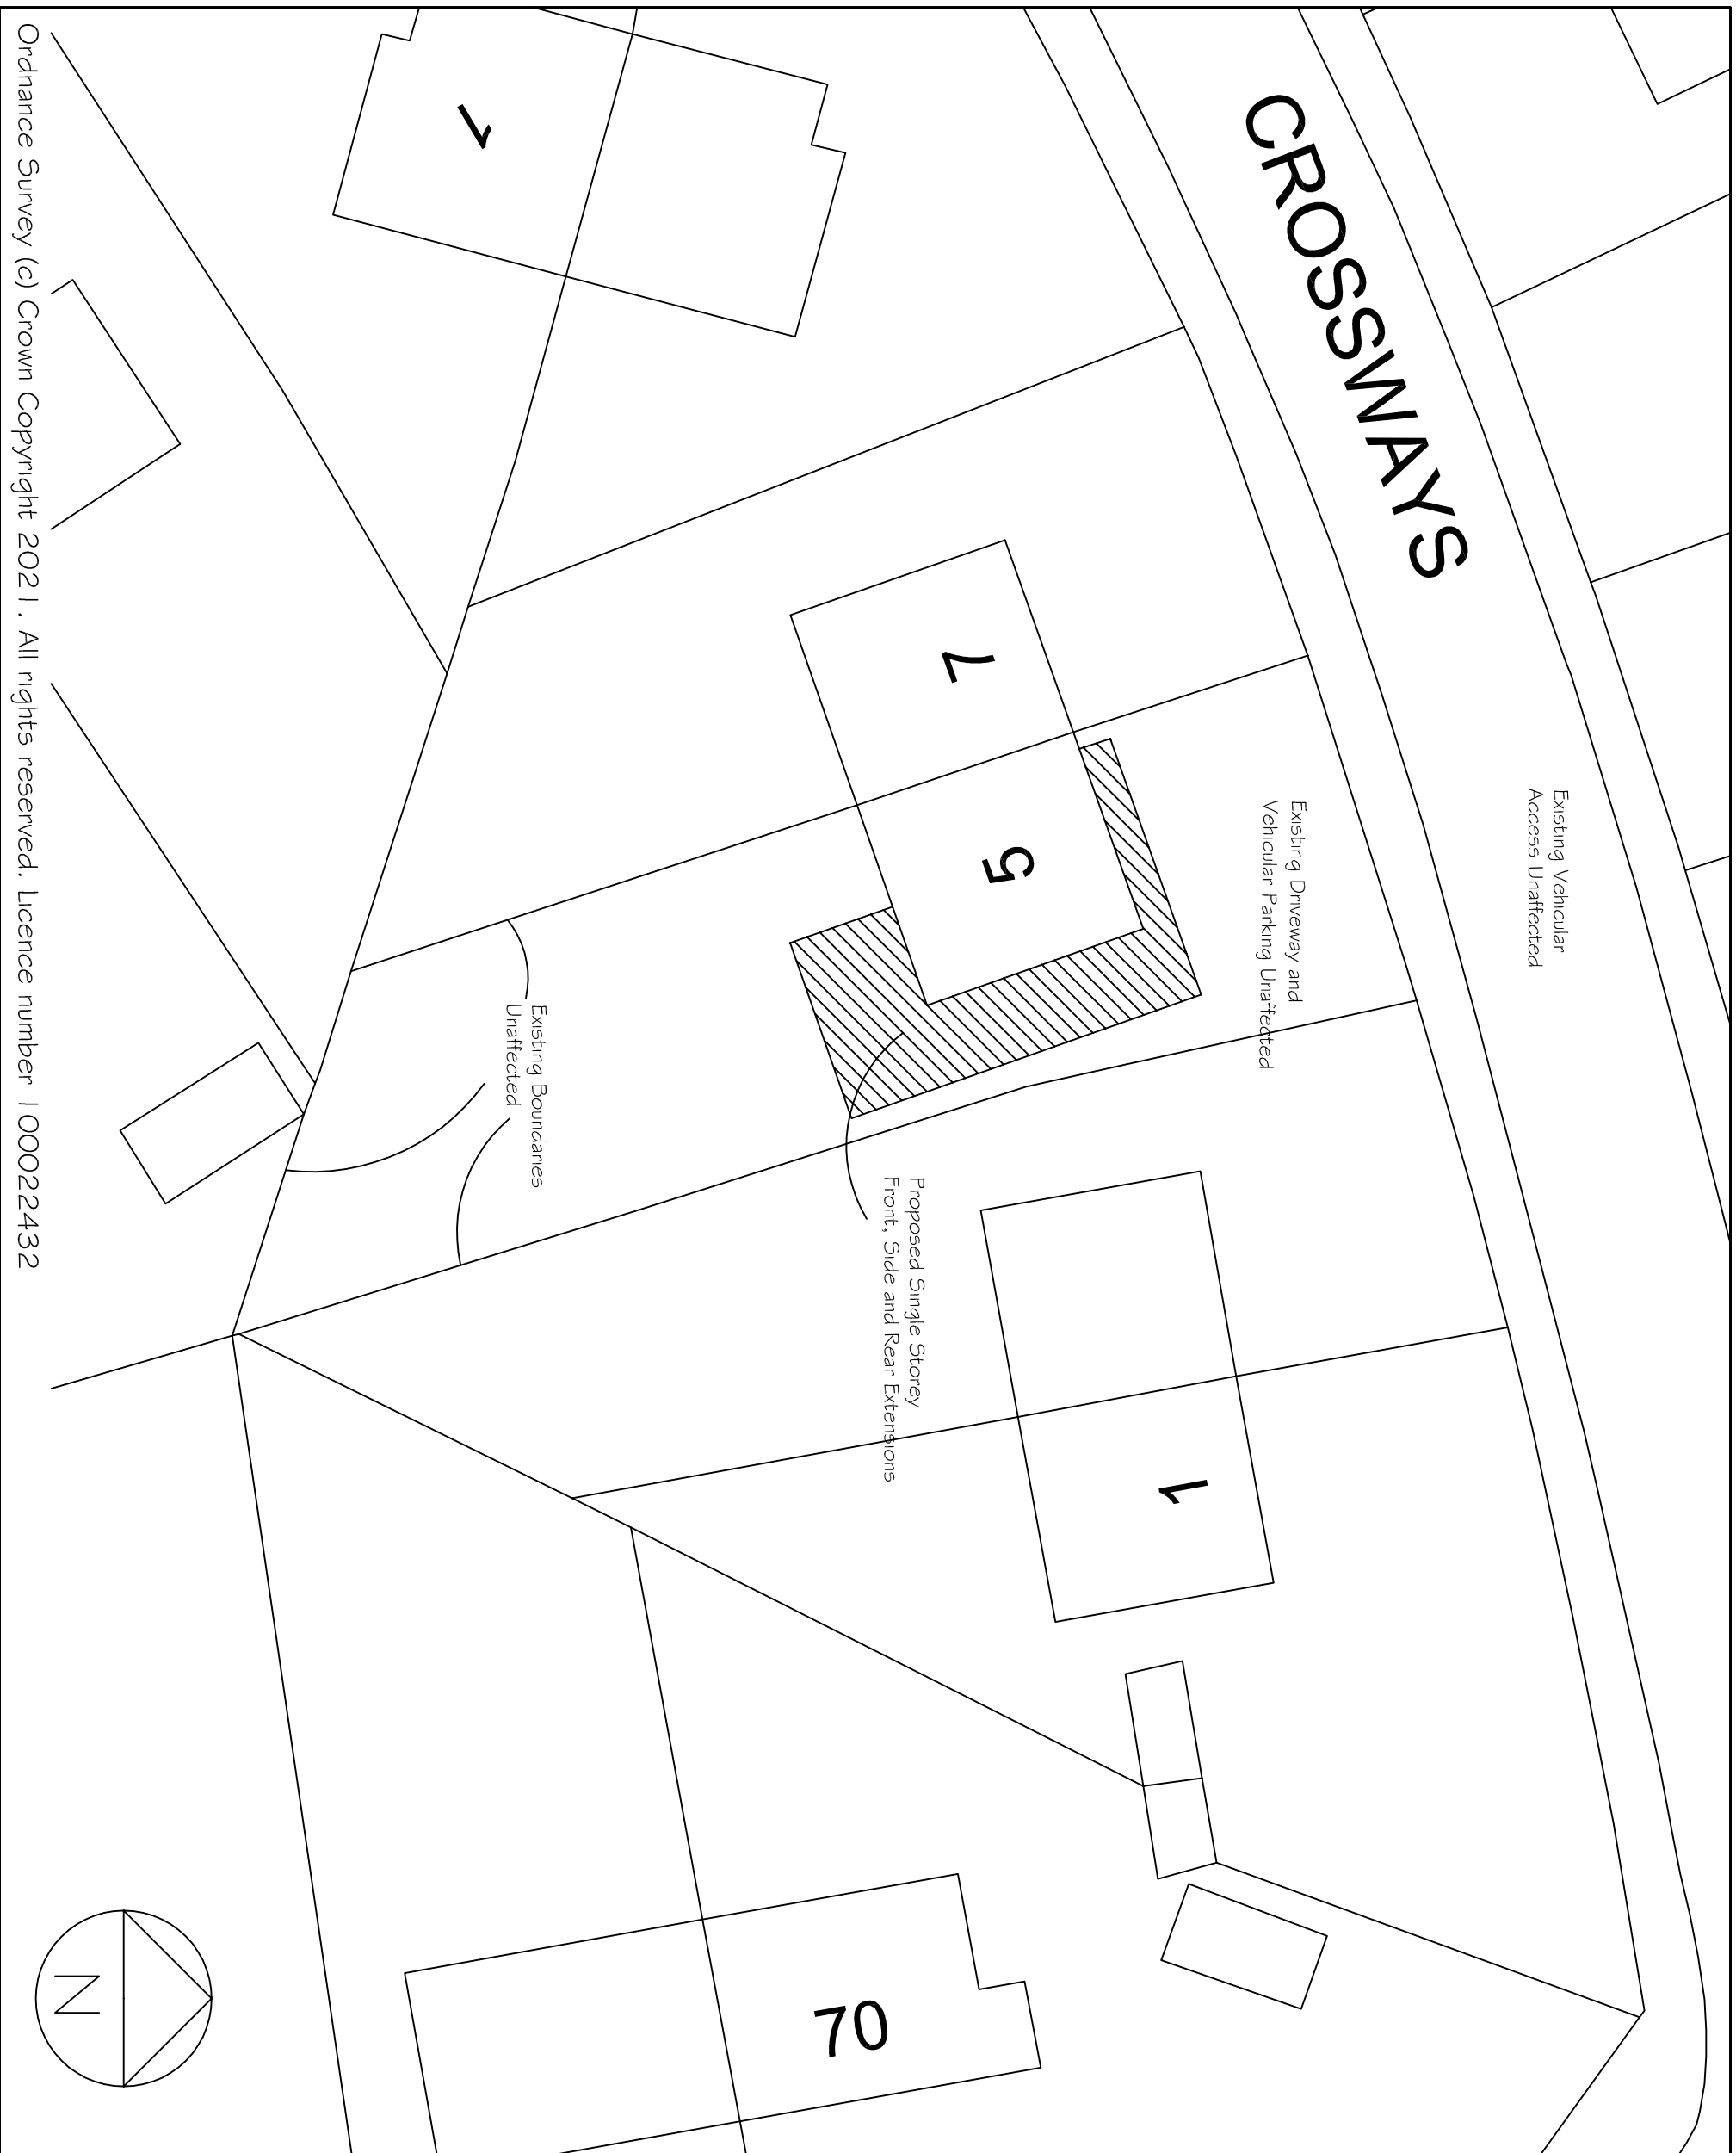 CROSSWAYS
Existing Vehicular
Access Unaffected
Existing Driveway and
Vehicular Parking Unaffected
7
5
1
1
Proposed Single Storey
Front, Side and Rear Extensions
Existing Boundaries
Unaffected
70
N
Ordnance Survey (c) Crown Copyright 2021. All rights reserved. Licence number 100022432